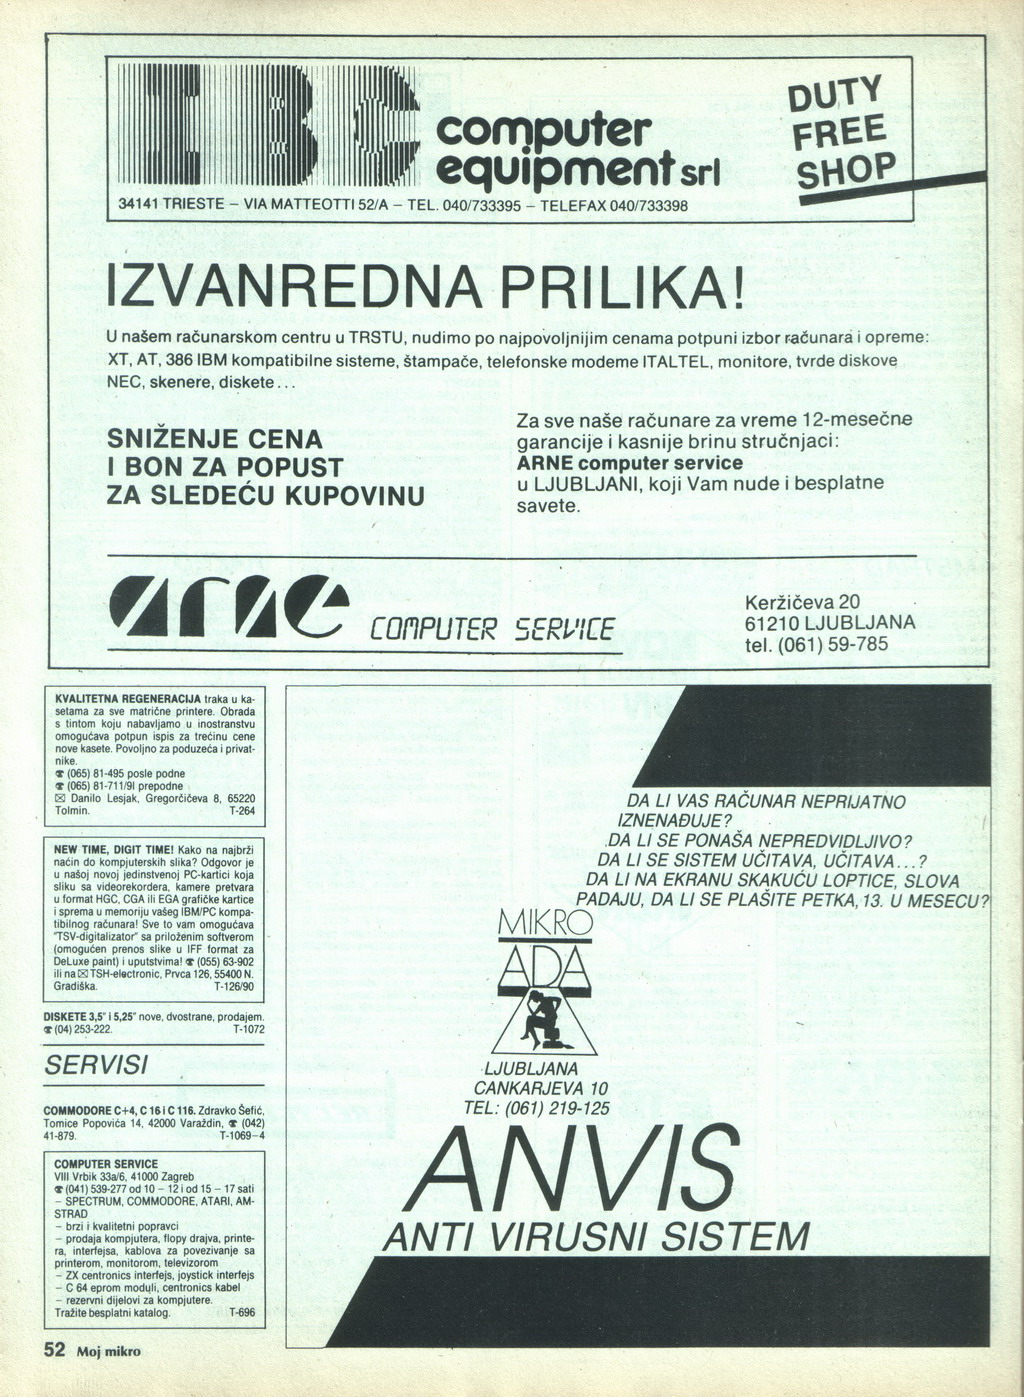 IBC
computer
equipment srl
DUTY
FREE
SHOP
34141 TRIESTE – VIA MATTEOTTI 52/A – TEL. 040/733395 – TELEFAX 040/733398
IZVANREDNA PRILIKA!
U našem računarskom centru u TRSTU, nudimo po najpovoljnijim cenama potpuni izbor računara i opreme:
XT, AT, 386 IBM kompatibilne sisteme, štampače, telefonske modeme ITALTEL, monitore, tvrde diskove
NEC, skenere, diskete...
SNIŽENJE CENA
I BON ZA POPUST
ZA SLEDEĆU KUPOVINU
Za sve naše računare za vreme 12-mesečne
garancije i kasnije brinu stručnjaci:
ARNE computer service
u LJUBLJANI, koji Vam nude i besplatne
savete.
arne COMPUTER SERVICE
Keržičeva 20
61210 LJUBLJANA
tel. (061) 59-785
KVALITETNA REGENERACIJA traka u ka-
setama za sve matrične printere. Obrada
s tintom koju nabavljamo u inostranstvu
omogućava potpun ispis za trećinu cene
nove kasete. Povoljno za poduzeća i privat-
nike.
☎ (065) 81-495 posle podne
☎ (065) 81-711/91 prepodne
✉ Danilo Lesjak, Gregorčičeva 8, 65220
Tolmin. T-264
NEW TIME, DIGIT TIME! Kako na najbrži
način do kompjuterskih slika? Odgovor je
u našoj novoj jedinstvenoj PC-kartici koja
sliku sa videorekordera, kamere pretvara
u format HGC, CGA ili EGA grafičke kartice
i sprema u memoriju vašeg IBM/PC kompa-
tibilnog računara! Sve to vam omogućava
"TSV-digitalizator" sa priloženim softverom
(omogućen prenos slike u IFF format za
DeLuxe paint) i uputstvima! ☎ (055) 63-902
ili na ✉ TSH-electronic, Prvca 126, 55400 N.
Gradiška. T-126/90
DISKETE 3,5" i 5,25" nove, dvostrane, prodajem.
☎ (04) 253-222. T-1072
SERVISI
COMMODORE C+4, C 16 i C 116. Zdravko Šefić,
Tomice Popovića 14, 42000 Varaždin, ☎ (042)
41-879. T-1069-4
COMPUTER SERVICE
VIII Vrbik 33a/6, 41000 Zagreb
☎ (041) 539-277 od 10 – 12 i od 15 – 17 sati
– SPECTRUM, COMMODORE, ATARI, AM-
STRAD
– brzi i kvalitetni popravci
– prodaja kompjutera, flopy drajva, printe-
ra, interfejsa, kablova za povezivanje sa
printerom, monitorom, televizorom
– ZX centronics interfejs, joystick interfejs
– C 64 eprom moduli, centronics kabel
– rezervni dijelovi za kompjutere.
Tražite besplatni katalog. T-696
DA LI VAS RAČUNAR NEPRIJATNO
IZNENAĐUJE?
DA LI SE PONAŠA NEPREDVIDLJIVO?
DA LI SE SISTEM UČITAVA, UČITAVA...?
DA LI NA EKRANU SKAKUĆU LOPTICE, SLOVA
PADAJU, DA LI SE PLAŠITE PETKA, 13. U MESECU?
MIKRO
ADA
LJUBLJANA
CANKARJEVA 10
TEL: (061) 219-125
ANVIS
ANTI VIRUSNI SISTEM
52 Moj mikro